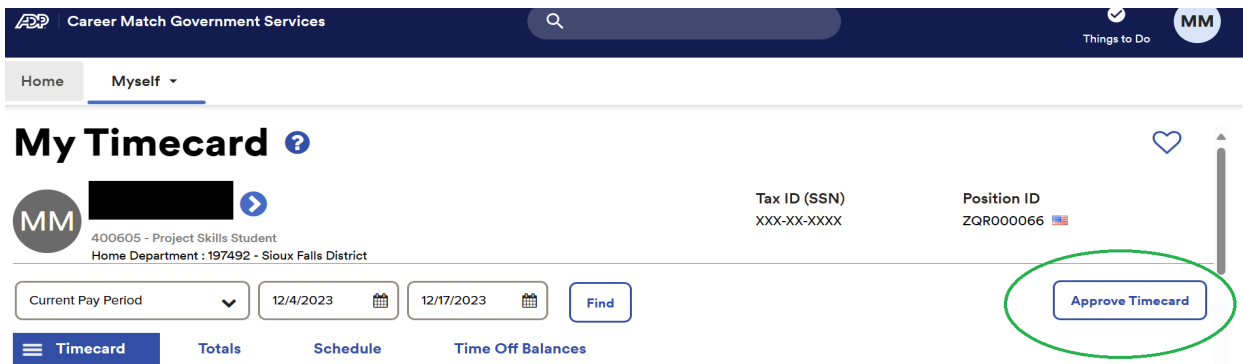 ADP Career Match Government Services
Things to Do
MM
Home Myself
My Timecard ?
MM
400605 - Project Skills Student
Home Department : 197492 - Sioux Falls District
Tax ID (SSN)
XXX-XX-XXXX
Position ID
ZQR000066
Current Pay Period 12/4/2023 12/17/2023 Find Approve Timecard
Timecard Totals Schedule Time Off Balances